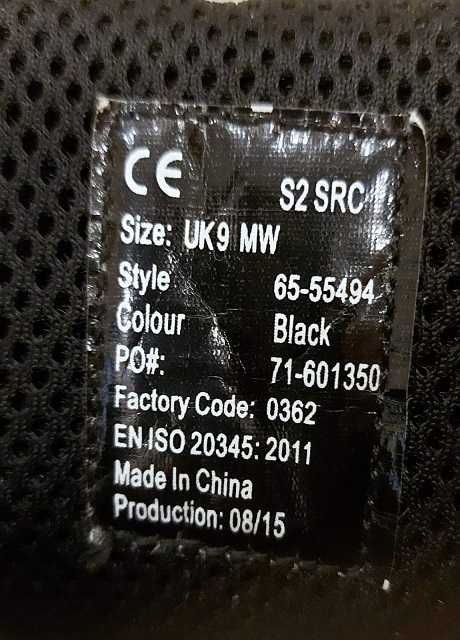 CE S2 SRC
Size: UK9 MW
Style 65-55494
Colour Black
PO#: 71-601350
Factory Code: 0362
EN ISO 20345: 2011
Made In China
Production: 08/15